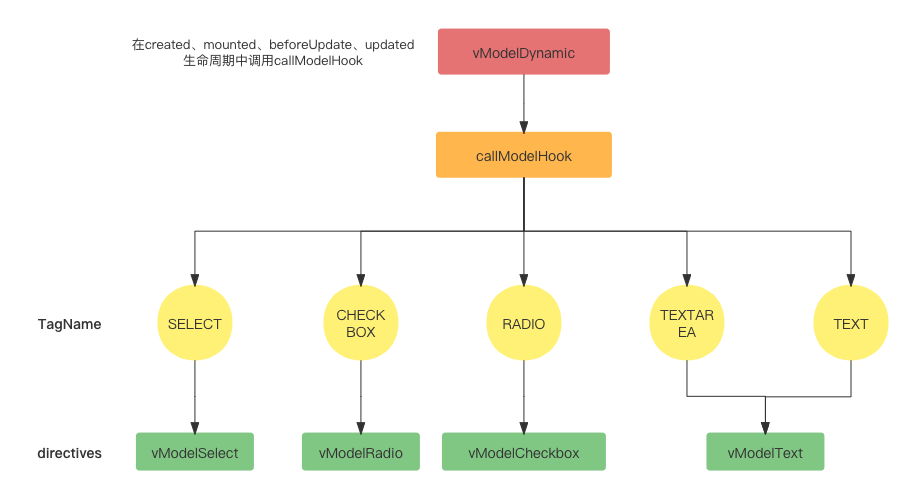 在created、mounted、beforeUpdate、updated
生命周期中调用callModelHook
vModelDynamic
callModelHook
TagName
SELECT
CHECK
BOX
RADIO
TEXTAR
EA
TEXT
directives
vModelSelect
vModelRadio
vModelCheckbox
vModelText